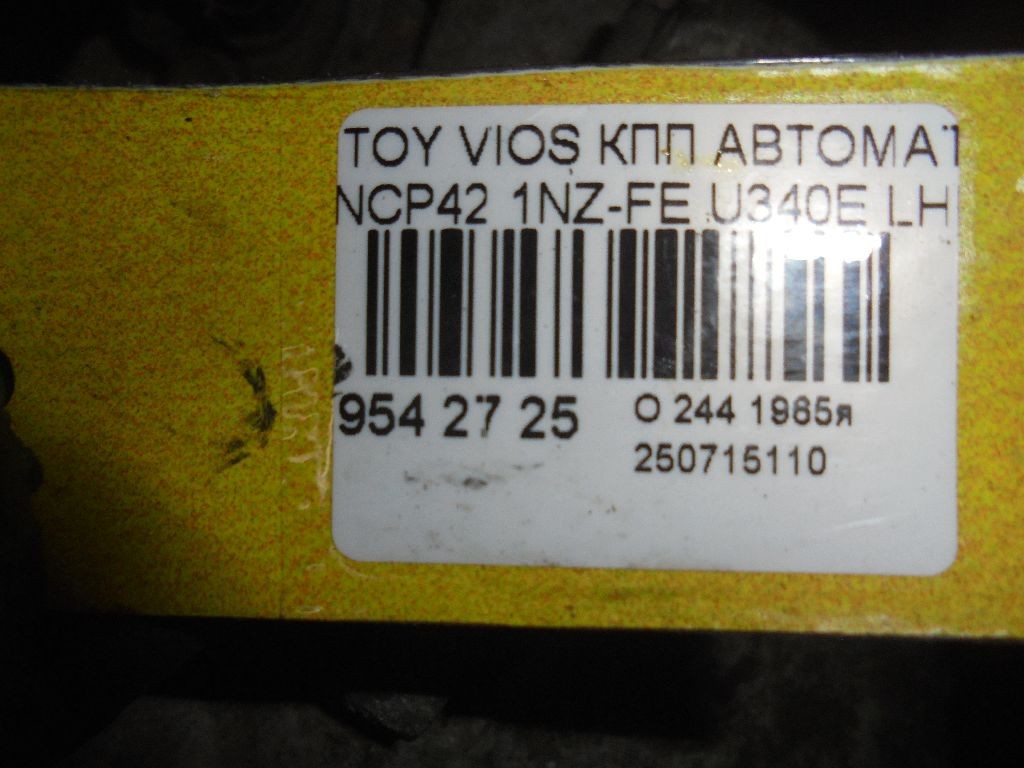 TOY VIOS КПП АВТОМАТ
NCP42 1NZ-FE U340E LH
954 27 25
О 244 1965я
250715110